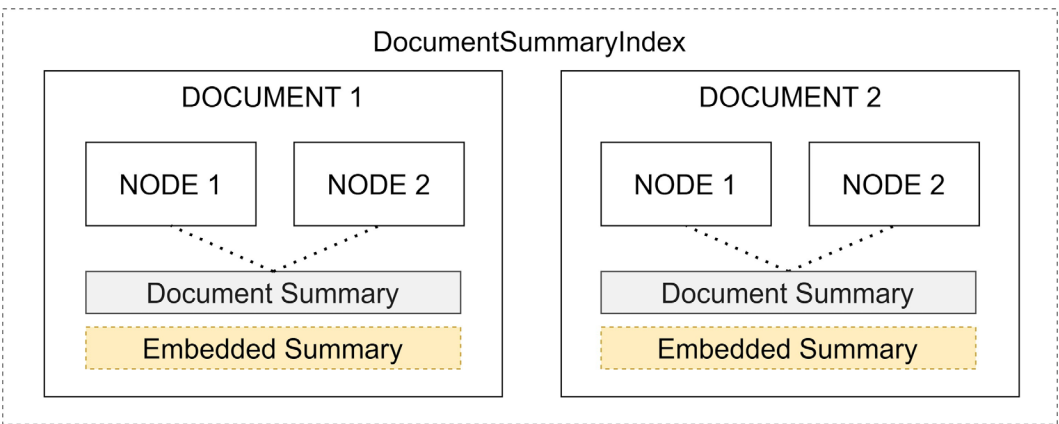 DocumentSummaryIndex
DOCUMENT 1
NODE 1
NODE 2
Document Summary
Embedded Summary
DOCUMENT 2
NODE 1
NODE 2
Document Summary
Embedded Summary